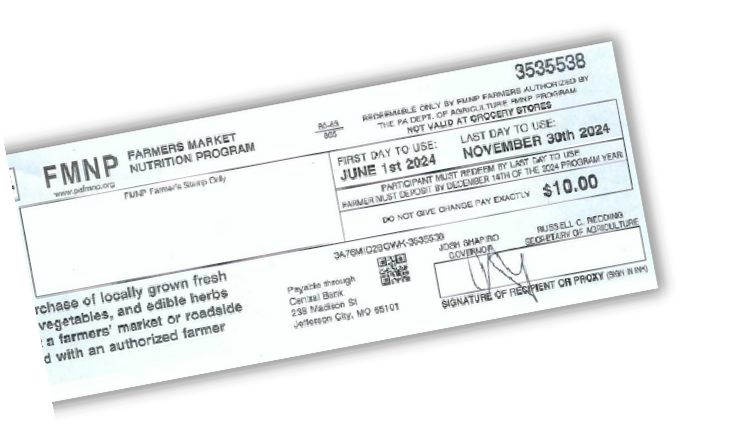 3535538
REDEEMABLE ONLY BY FMNP FARMERS AUTHORIZED BY
THE PA DEPT. OF AGRICULTURE FMNP PROGRAM
NOT VALID AT GROCERY STORES
FMNP FARMERS MARKET
NUTRITION PROGRAM
www.pafmnp.org
FMNP Farmer's Stamp Only
FIRST DAY TO USE:
JUNE 1st 2024
LAST DAY TO USE:
NOVEMBER 30th 2024
PARTICIPANT MUST REDEEM BY LAST DAY TO USE
FARMER MUST DEPOSIT BY DECEMBER 14TH OF THE 2024 PROGRAM YEAR
DO NOT GIVE CHANGE PAY EXACTLY $10.00
JOSH SHAPIRO
GOVERNOR
RUSSELL C. REDDING
SECRETARY OF AGRICULTURE
SIGNATURE OF RECIPIENT OR PROXY (SIGN IN INK)
Payable through
Central Bank
238 Madison St
Jefferson City, MO 65101
rchase of locally grown fresh
vegetables, and edible herbs
a farmers' market or roadside
d with an authorized farmer